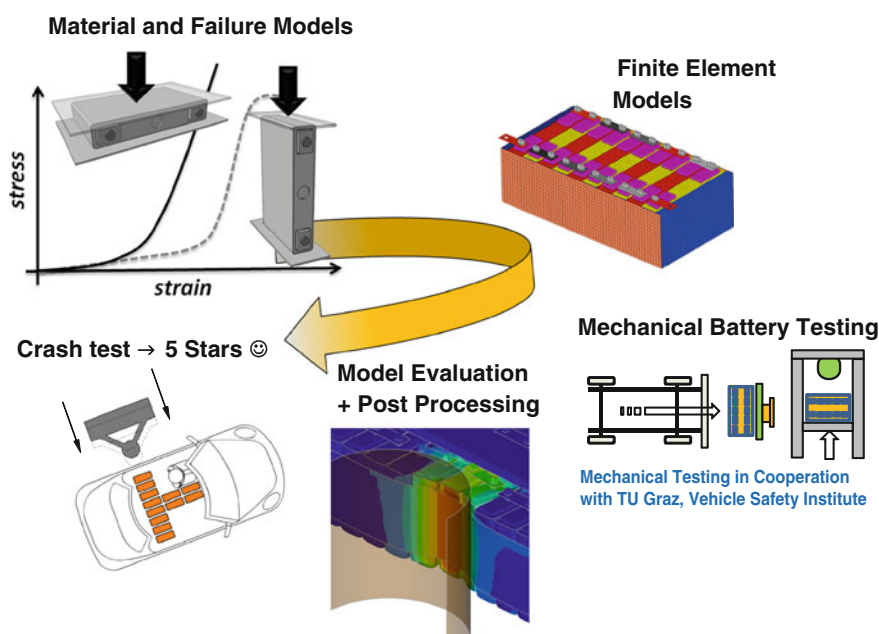 Material and Failure Models
stress
strain
Finite Element
Models
Mechanical Battery Testing
Mechanical Testing in Cooperation
with TU Graz, Vehicle Safety Institute
Model Evaluation
+ Post Processing
Crash test → 5 Stars ☺